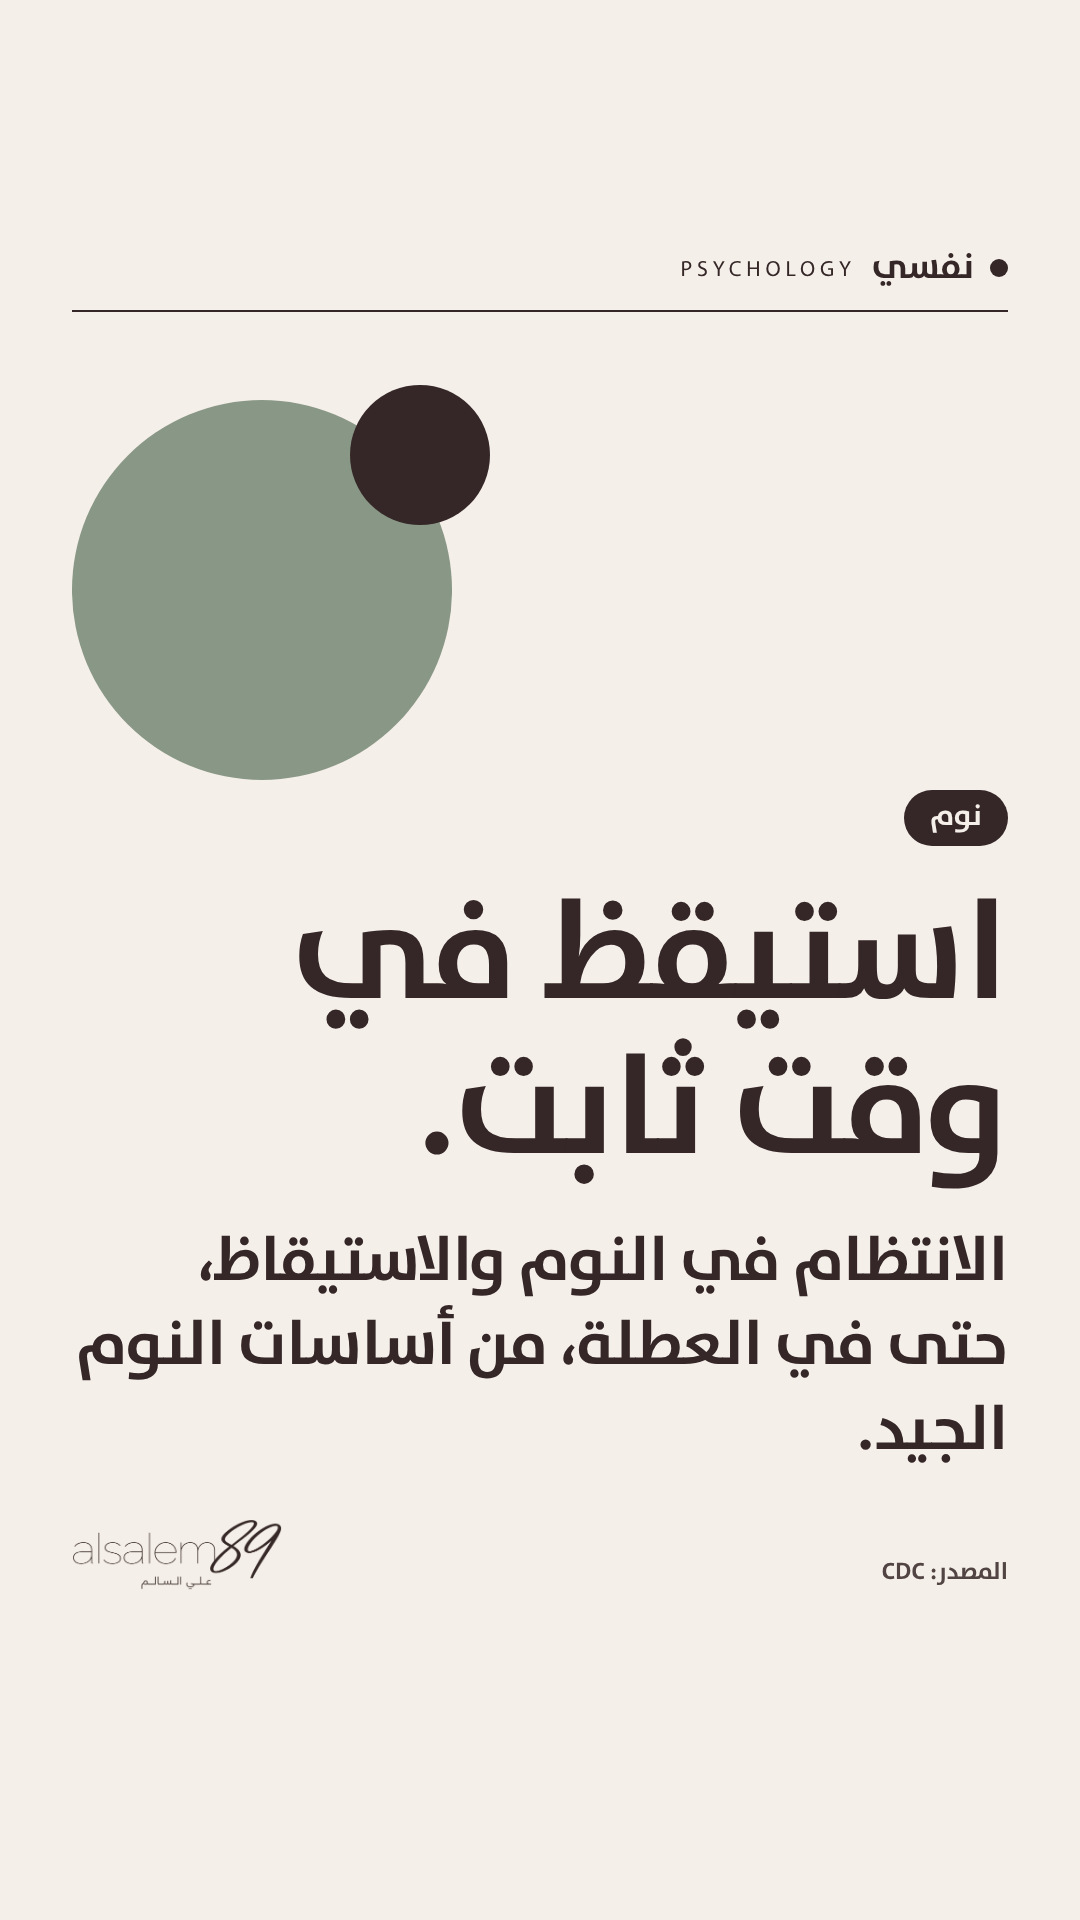 نفسي PSYCHOLOGY
نوم
استيقظ في
وقت ثابت.
الانتظام في النوم والاستيقاظ،
حتى في العطلة، من أساسات النوم
الجيد.
المصدر: CDC
alsalem89
علي السالم